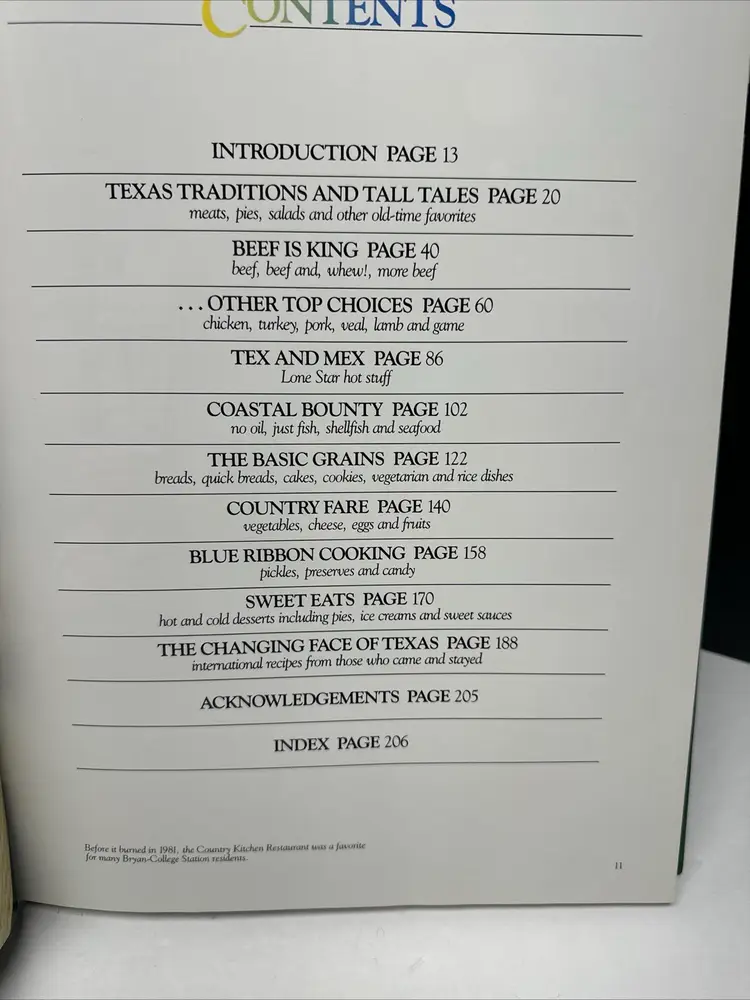 CONTENTS
INTRODUCTION PAGE 13
TEXAS TRADITIONS AND TALL TALES PAGE 20
meats, pies, salads and other old-time favorites
BEEF IS KING PAGE 40
beef, beef and, whew!, more beef
...OTHER TOP CHOICES PAGE 60
chicken, turkey, pork, veal, lamb and game
TEX AND MEX PAGE 86
Lone Star hot stuff
COASTAL BOUNTY PAGE 102
no oil, just fish, shellfish and seafood
THE BASIC GRAINS PAGE 122
breads, quick breads, cakes, cookies, vegetarian and rice dishes
COUNTRY FARE PAGE 140
vegetables, cheese, eggs and fruits
BLUE RIBBON COOKING PAGE 158
pickles, preserves and candy
SWEET EATS PAGE 170
hot and cold desserts including pies, ice creams and sweet sauces
THE CHANGING FACE OF TEXAS PAGE 188
international recipes from those who came and stayed
ACKNOWLEDGEMENTS PAGE 205
INDEX PAGE 206
Before it burned in 1981, the Country Kitchen Restaurant was a favorite
for many Bryan-College Station residents.
11